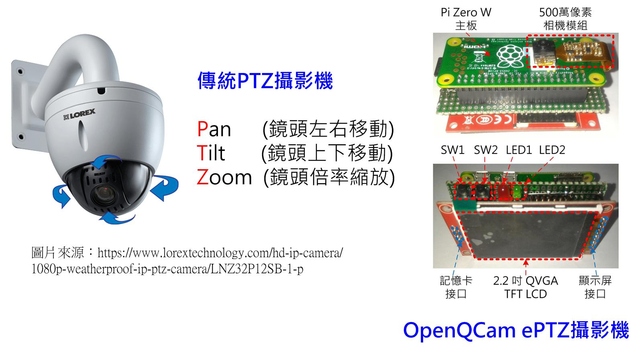 Pi Zero W
主板
500萬像素
相機模組
LOREX
傳統PTZ攝影機
Pan (鏡頭左右移動)
Tilt (鏡頭上下移動)
Zoom (鏡頭倍率縮放)
SW1 SW2 LED1 LED2
圖片來源：https://www.lorextechnology.com/hd-ip-camera/
1080p-weatherproof-ip-ptz-camera/LNZ32P12SB-1-p
記憶卡
接口
2.2 吋 QVGA
TFT LCD
顯示屏
接口
OpenQCam ePTZ攝影機